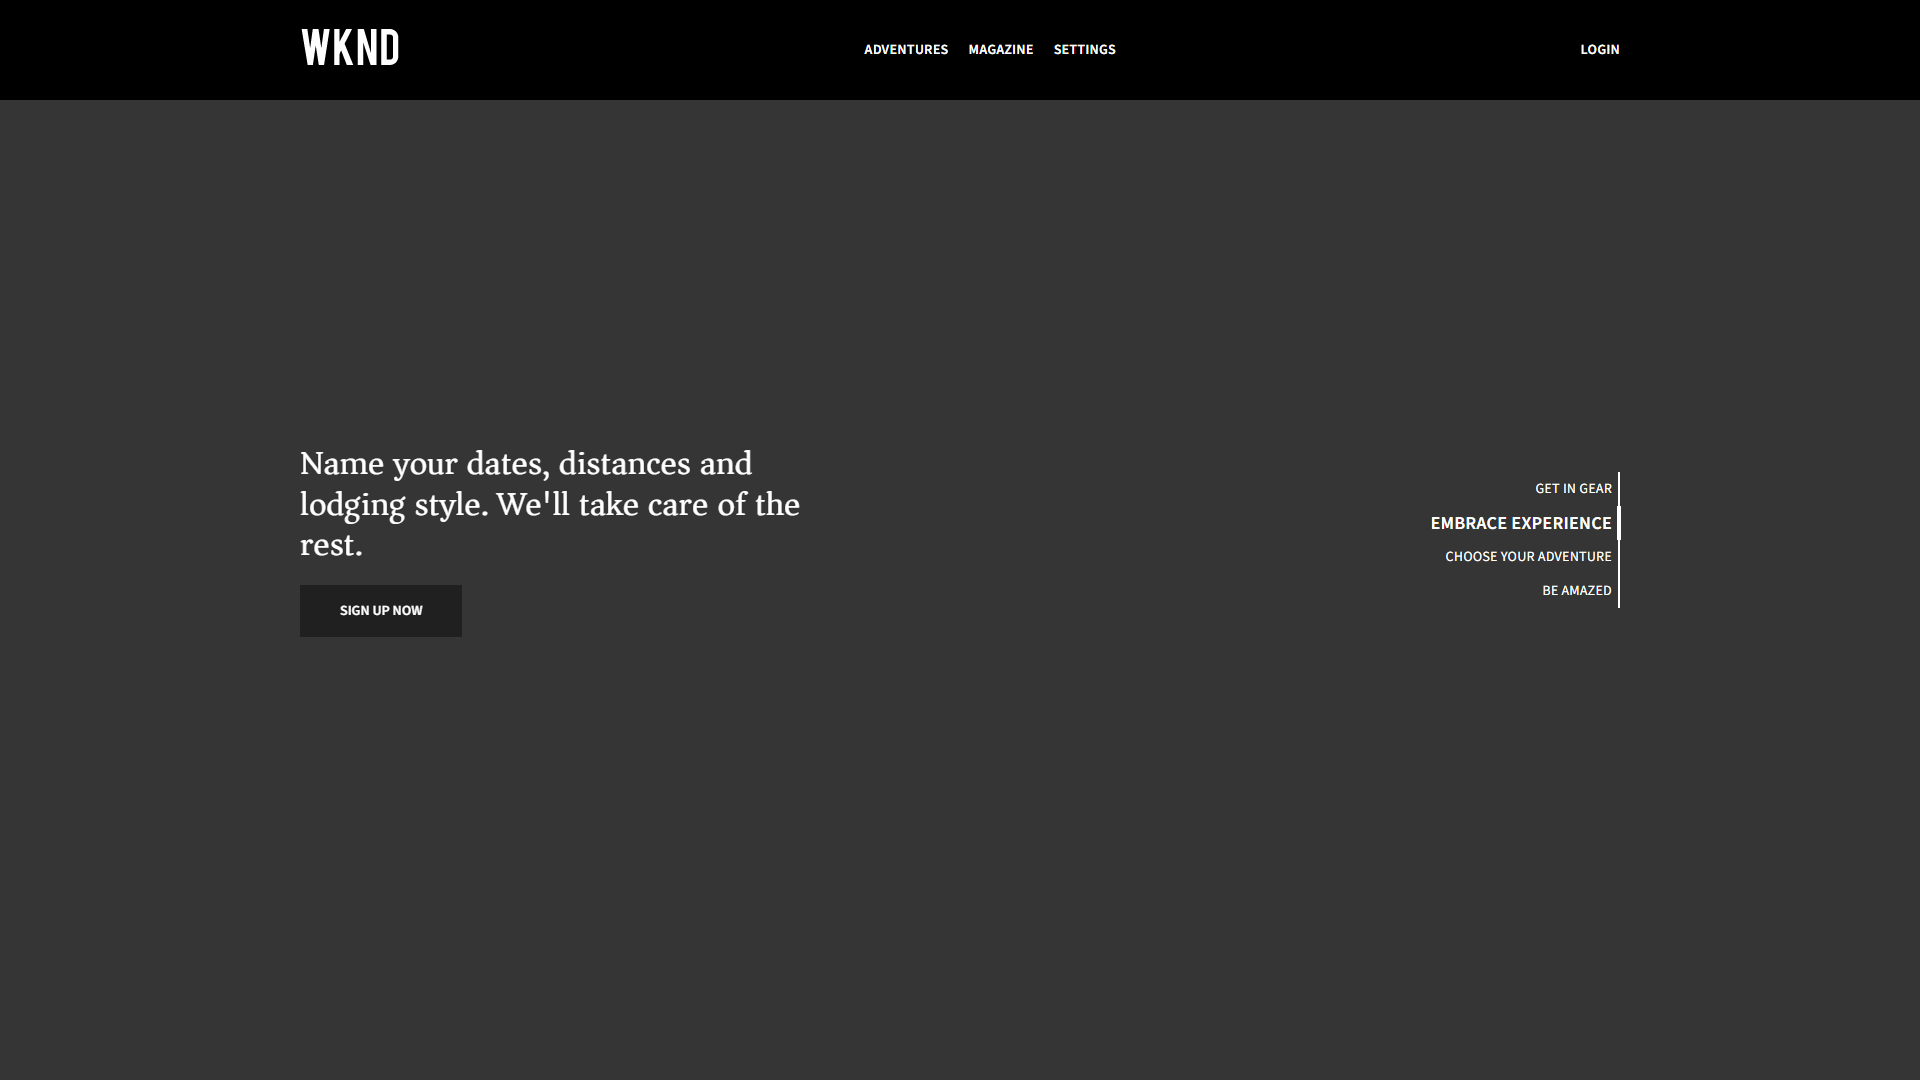 WKND
ADVENTURES
MAGAZINE
SETTINGS
LOGIN
Name your dates, distances and
lodging style. We'll take care of the
rest.
SIGN UP NOW
GET IN GEAR
EMBRACE EXPERIENCE
CHOOSE YOUR ADVENTURE
BE AMAZED